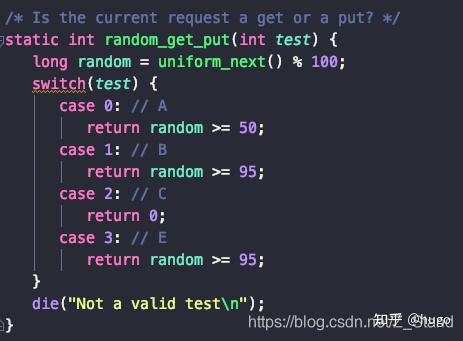 /* Is the current request a get or a put? */
static int random_get_put(int test) {
    long random = uniform_next() % 100;
    switch(test) {
        case 0: // A
            return random >= 50;
        case 1: // B
            return random >= 95;
        case 2: // C
            return 0;
        case 3: // E
            return random >= 95;
    }
    die("Not a valid test\n");
}
https://blog.csdn.net/
知乎 @hugo